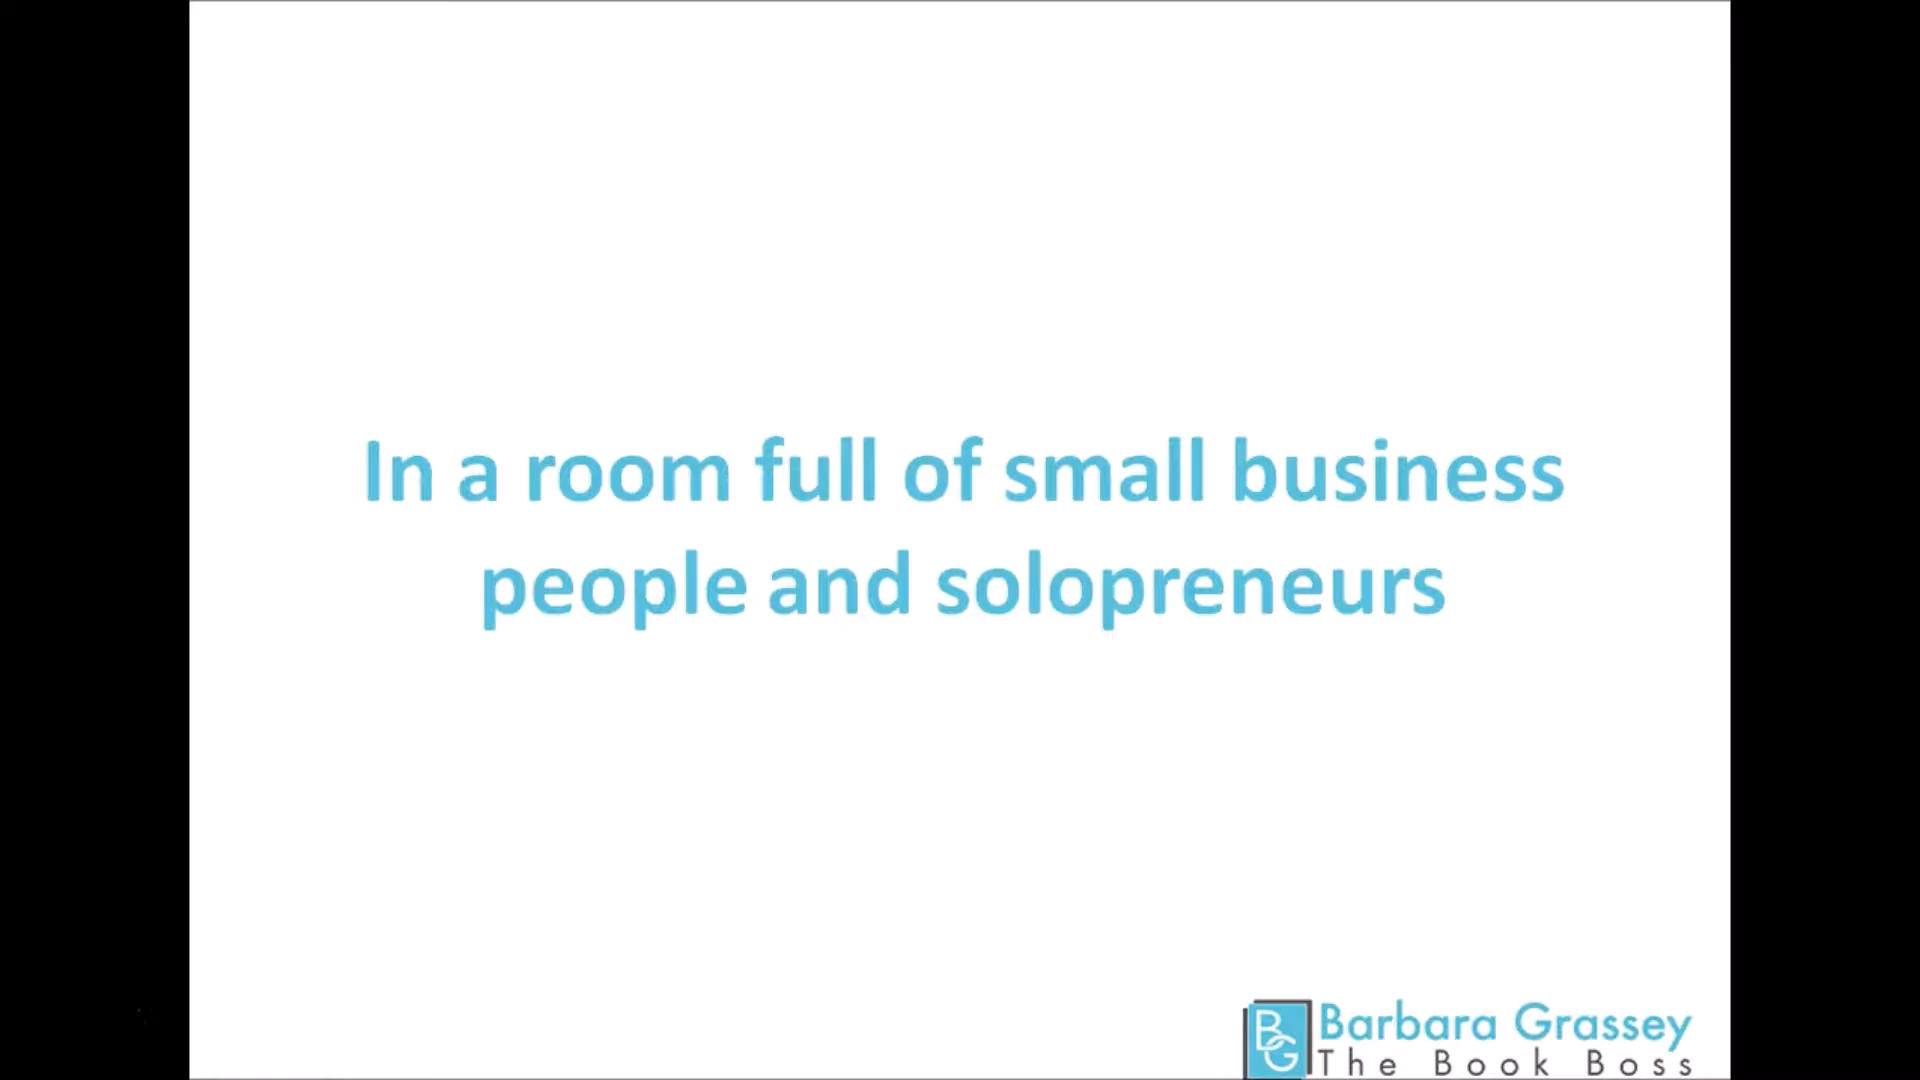 In a room full of small business
people and solopreneurs
BG
Barbara Grassey
The Book Boss